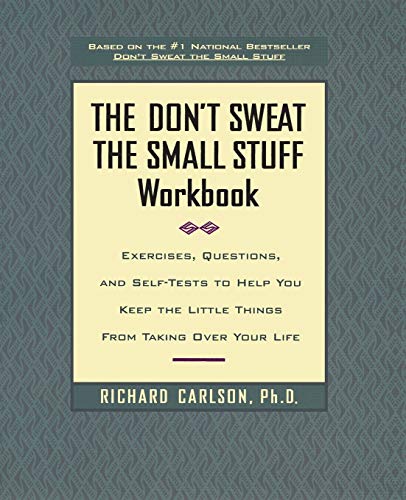 BASED ON THE #1 NATIONAL BESTSELLER
DON'T SWEAT THE SMALL STUFF
THE DON'T SWEAT
THE SMALL STUFF
Workbook
EXERCISES, QUESTIONS,
AND SELF-TESTS TO HELP YOU
KEEP THE LITTLE THINGS
FROM TAKING OVER YOUR LIFE
RICHARD CARLSON, Ph.D.